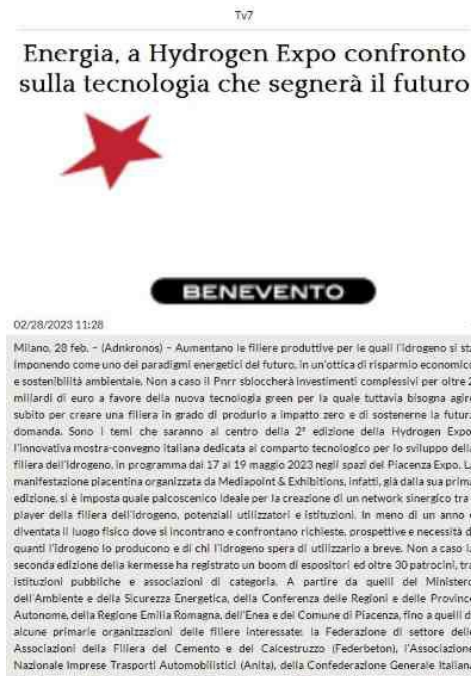 Tv7
Energia, a Hydrogen Expo confronto
sulla tecnologia che segnerà il futuro
BENEVENTO
02/28/2023 11:28
Milano, 28 feb. - (Adnkronos) – Aumentano le filiere produttive per le quali l'idrogeno si sta
imponendo come uno dei paradigmi energetici del futuro, in un'ottica di risparmio economico
e sostenibilità ambientale. Non a caso il Pnrr sbloccherà investimenti complessivi per oltre 2
miliardi di euro a favore della nuova tecnologia green per la quale tuttavia bisogna agire
subito per creare una filiera in grado di produrlo a impatto zero e di sostenerne la futura
domanda. Sono i temi che saranno al centro della 2ª edizione della Hydrogen Expo,
l'innovativa mostra-convegno italiana dedicata al comparto tecnologico per lo sviluppo della
filiera dell'idrogeno, in programma dal 17 al 19 maggio 2023 negli spazi del Piacenza Expo. La
manifestazione piacentina organizzata da Mediapoint & Exhibitions, infatti, già dalla sua prima
edizione, si è imposta quale palcoscenico ideale per la creazione di un network sinergico tra i
player della filiera dell'idrogeno, potenziali utilizzatori e istituzioni. In meno di un anno è
diventata il luogo fisico dove si incontrano e confrontano richieste, prospettive e necessità di
quanti l'idrogeno lo producono e di chi l'idrogeno spera di utilizzarlo a breve. Non a caso la
seconda edizione della kermesse ha registrato un boom di espositori ed oltre 30 patrocini, tra
istituzioni pubbliche e associazioni di categoria. A partire da quelli del Ministero
dell'Ambiente e della Sicurezza Energetica, della Conferenza delle Regioni e delle Province
Autonome, della Regione Emilia Romagna, dell'Enea e del Comune di Piacenza, fino a quelli di
alcune primarie organizzazioni delle filiere interessate: la Federazione di settore delle
Associazioni della Filiera del Cemento e del Calcestruzzo (Federbeton), l'Associazione
Nazionale Imprese Trasporti Automobilistici (Anita), della Confederazione Generale Italiana